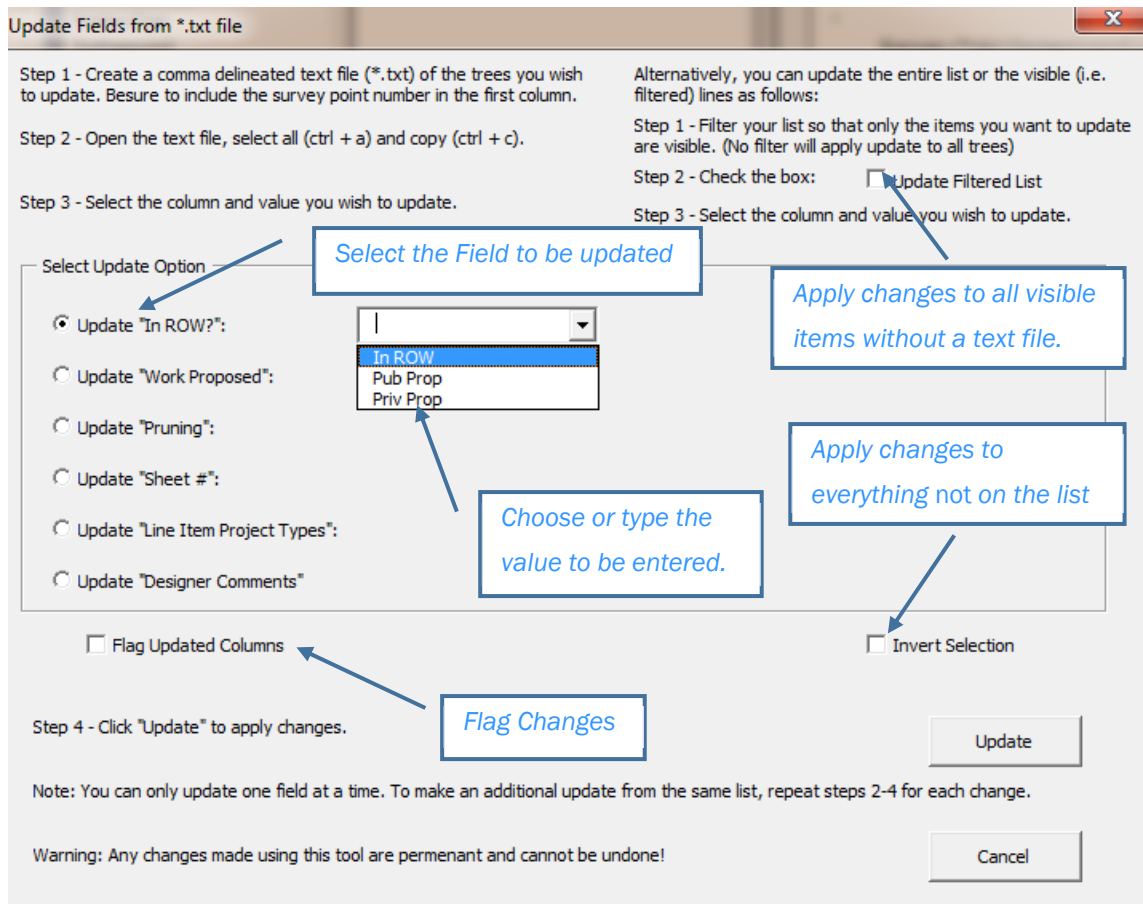 Update Fields from *.txt file
Step 1 - Create a comma delineated text file (*.txt) of the trees you wish
to update. Besure to include the survey point number in the first column.
Step 2 - Open the text file, select all (ctrl + a) and copy (ctrl + c).
Step 3 - Select the column and value you wish to update.
Alternatively, you can update the entire list or the visible (i.e.
filtered) lines as follows:
Step 1 - Filter your list so that only the items you want to update
are visible. (No filter will apply update to all trees)
Step 2 - Check the box:
Update Filtered List
Step 3 - Select the column and value you wish to update.
Select the Field to be updated
Apply changes to all visible
items without a text file.
Select Update Option
Update "In ROW?":
In ROW
Pub Prop
Priv Prop
Update "Work Proposed":
Update "Pruning":
Update "Sheet #":
Update "Line Item Project Types":
Update "Designer Comments"
Choose or type the
value to be entered.
Apply changes to
everything not on the list
Flag Updated Columns
Invert Selection
Flag Changes
Step 4 - Click "Update" to apply changes.
Update
Note: You can only update one field at a time. To make an additional update from the same list, repeat steps 2-4 for each change.
Warning: Any changes made using this tool are permenant and cannot be undone!
Cancel